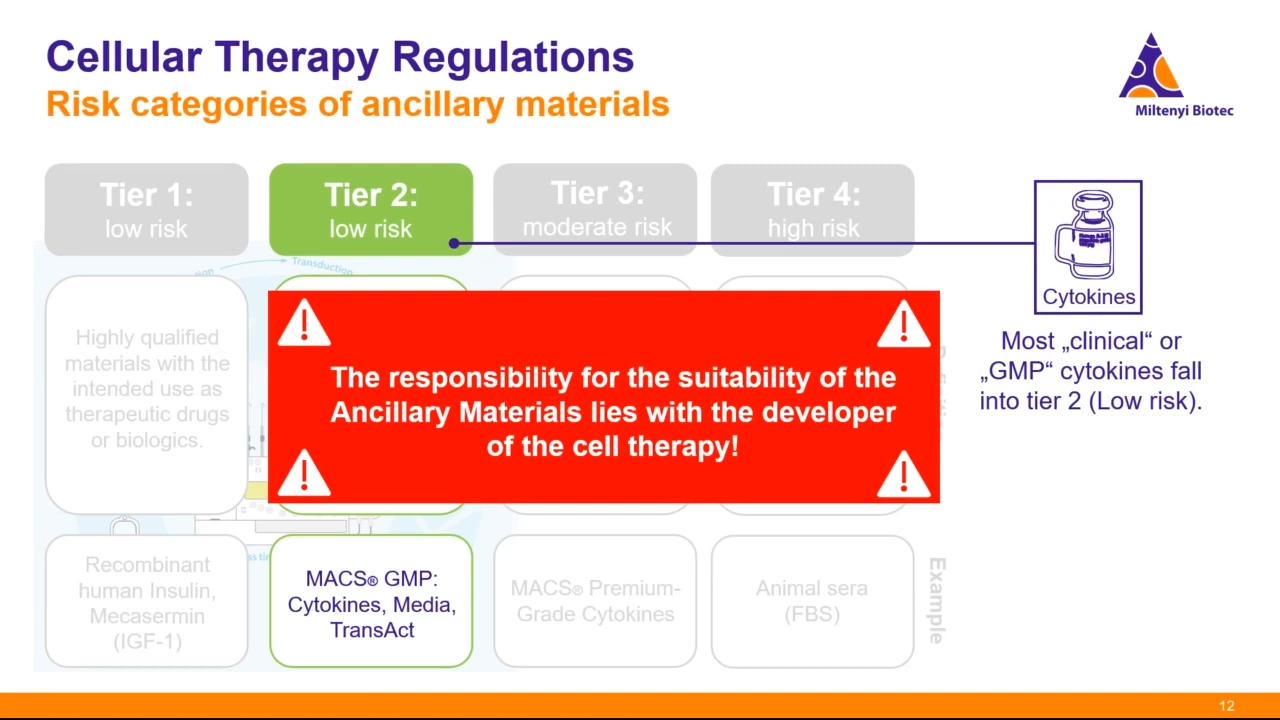 Cellular Therapy Regulations
Risk categories of ancillary materials
Miltenyi Biotec
Tier 1:
low risk
Tier 2:
low risk
Tier 3:
moderate risk
Tier 4:
high risk
Transduction
Highly qualified
materials with the
intended use as
therapeutic drugs
or biologics.
The responsibility for the suitability of the
Ancillary Materials lies with the developer
of the cell therapy!
Cytokines
Most „clinical“ or
„GMP“ cytokines fall
into tier 2 (Low risk).
Recombinant
human Insulin,
Mecasermin
(IGF-1)
MACS® GMP:
Cytokines, Media,
TransAct
MACS® Premium-
Grade Cytokines
Animal sera
(FBS)
Example
12